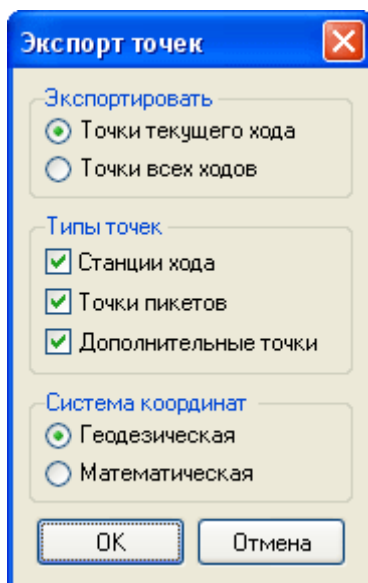 Экспорт точек
Экспортировать
Точки текущего хода
Точки всех ходов
Типы точек
Станции хода
Точки пикетов
Дополнительные точки
Система координат
Геодезическая
Математическая
OK
Отмена